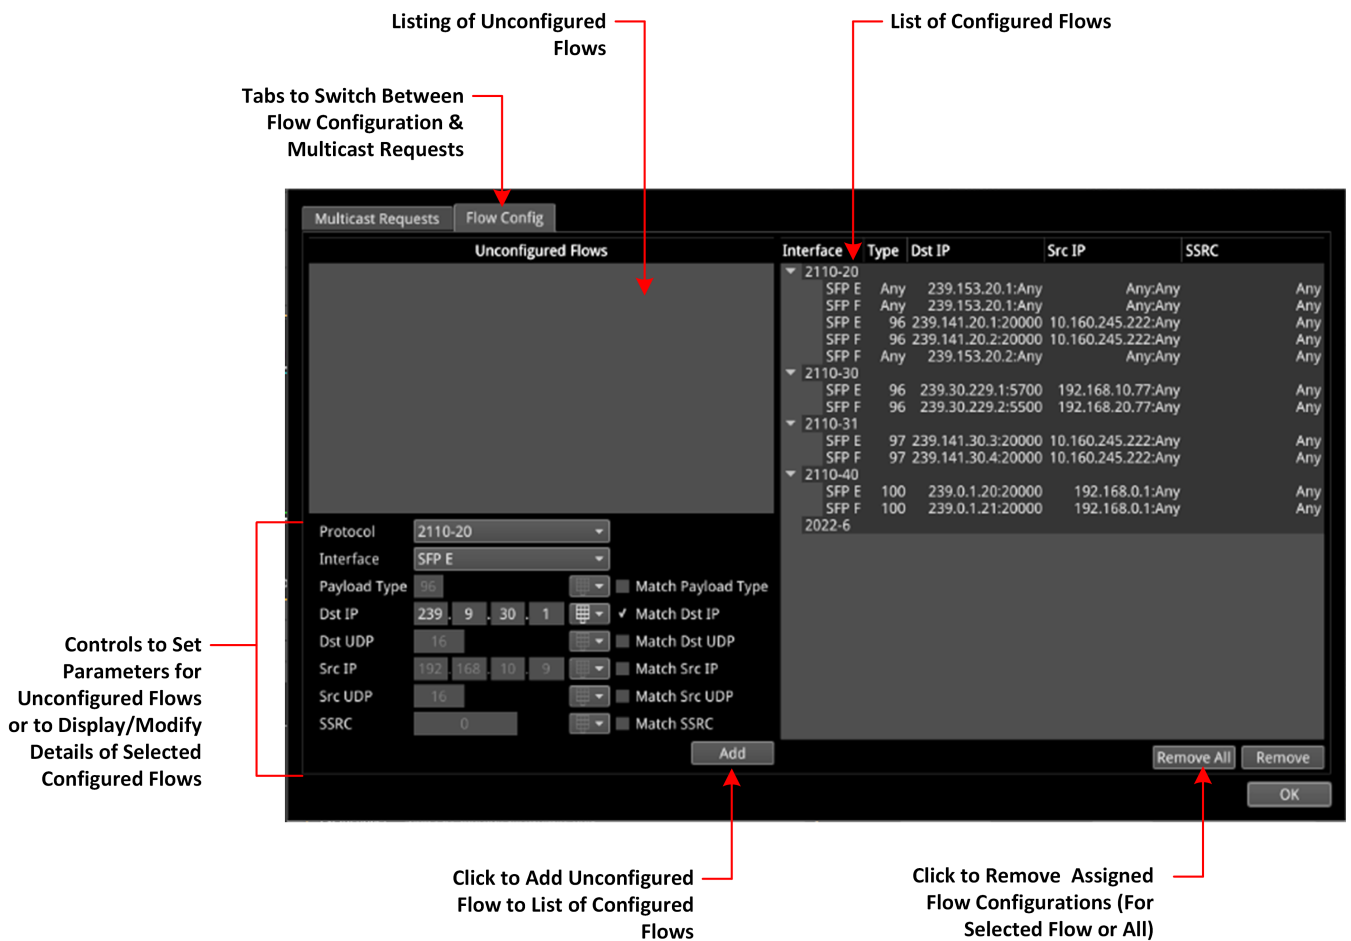 Listing of Unconfigured
Flows
List of Configured Flows
Tabs to Switch Between
Flow Configuration &
Multicast Requests
Multicast Requests Flow Config
Unconfigured Flows
Interface Type Dst IP Src IP SSRC
2110-20
SFP E Any 239.153.20.1:Any Any:Any Any
SFP F Any 239.153.20.1:Any Any:Any Any
SFP E 96 239.141.20.1:20000 10.160.245.222:Any Any
SFP F 96 239.141.20.2:20000 10.160.245.222:Any Any
SFP F Any 239.153.20.2:Any Any:Any Any
2110-30
SFP E 96 239.30.229.1:5700 192.168.10.77:Any Any
SFP F 96 239.30.229.2:5500 192.168.20.77:Any Any
2110-31
SFP E 97 239.141.30.3:20000 10.160.245.222:Any Any
SFP F 97 239.141.30.4:20000 10.160.245.222:Any Any
2110-40
SFP E 100 239.0.1.20:20000 192.168.0.1:Any Any
SFP F 100 239.0.1.21:20000 192.168.0.1:Any Any
2022-6
Protocol 2110-20
Interface SFP E
Payload Type 96 Match Payload Type
Dst IP 239 . 9 . 30 . 1 Match Dst IP
Dst UDP 16 Match Dst UDP
Src IP 192 . 168 . 10 . 9 Match Src IP
Src UDP 16 Match Src UDP
SSRC 0 Match SSRC
Add
Remove All Remove
OK
Controls to Set
Parameters for
Unconfigured Flows
or to Display/Modify
Details of Selected
Configured Flows
Click to Add Unconfigured
Flow to List of Configured
Flows
Click to Remove Assigned
Flow Configurations (For
Selected Flow or All)